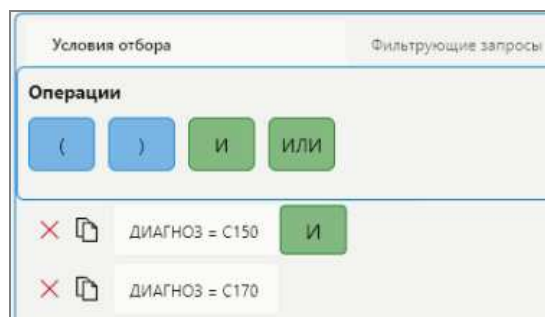 Условия отбора Фильтрующие запросы
Операции
( ) И ИЛИ
ДИАГНОЗ = C150 И
ДИАГНОЗ = C170